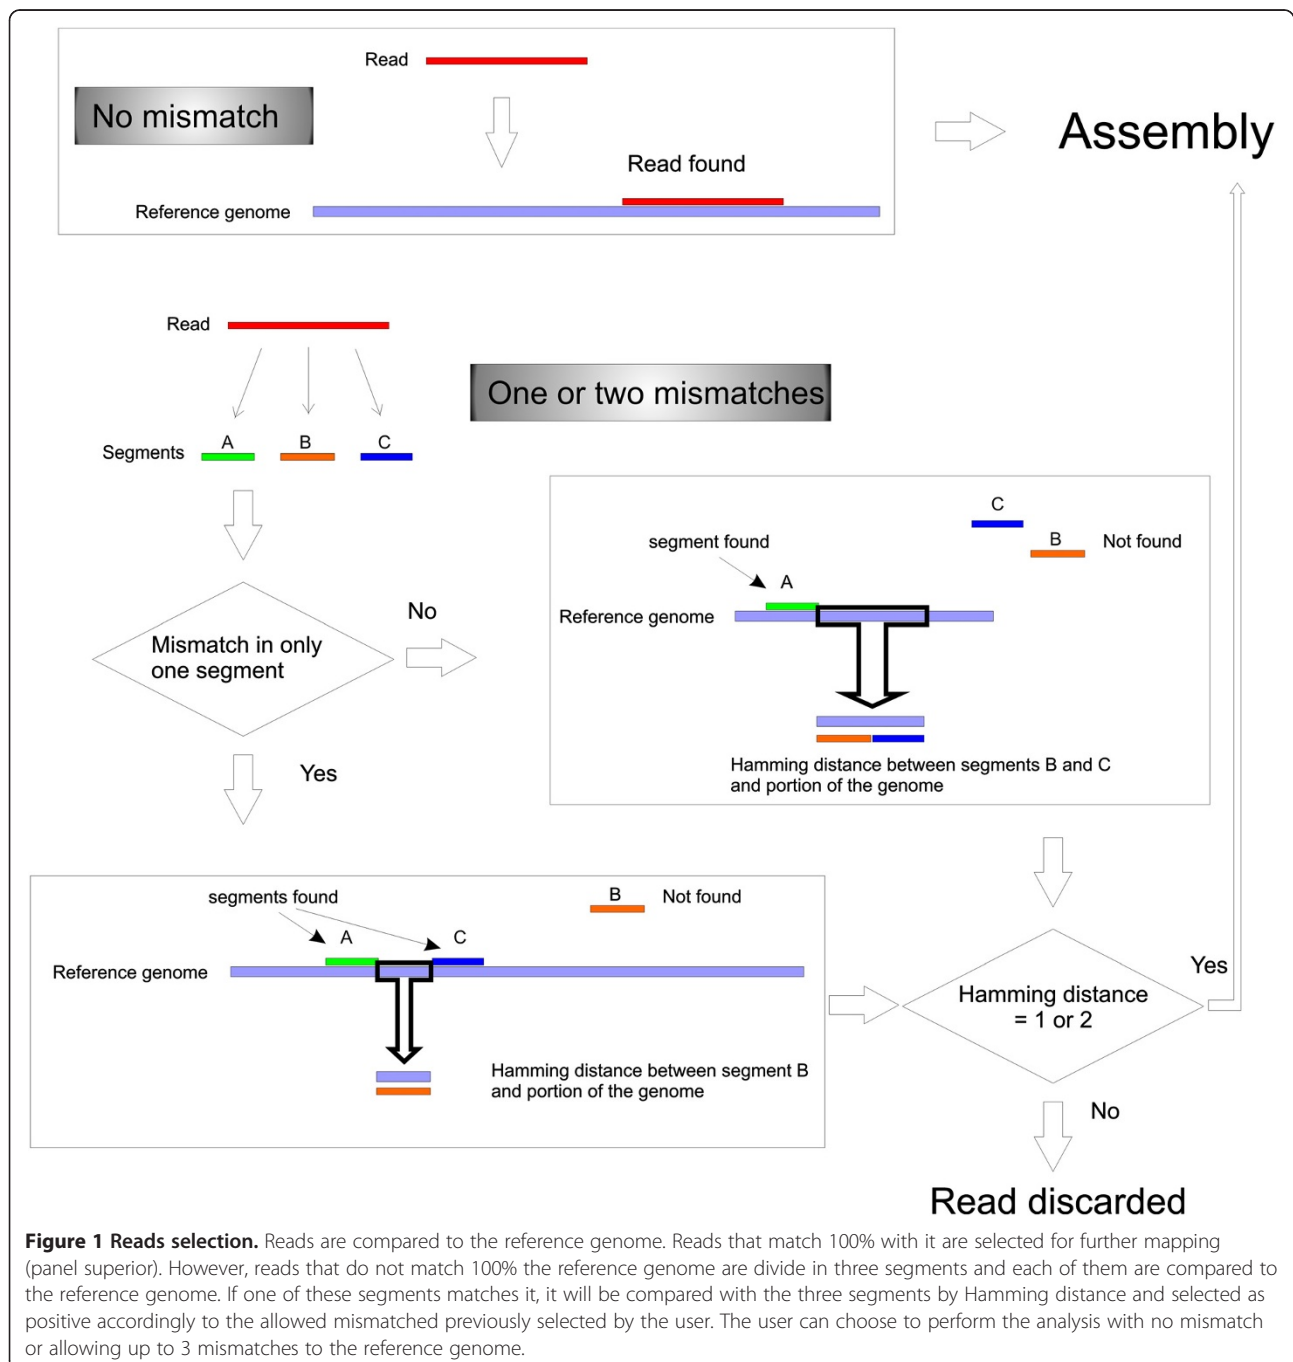 Read
No mismatch
Read found
Reference genome
Assembly
Read
One or two mismatches
Segments A B C
Mismatch in only
one segment
No
Yes
C
B Not found
segment found
A
Reference genome
Hamming distance between segments B and C
and portion of the genome
B Not found
segments found
A C
Reference genome
Hamming distance between segment B
and portion of the genome
Hamming distance
= 1 or 2
Yes
No
Read discarded
Figure 1 Reads selection. Reads are compared to the reference genome. Reads that match 100% with it are selected for further mapping
(panel superior). However, reads that do not match 100% the reference genome are divide in three segments and each of them are compared to
the reference genome. If one of these segments matches it, it will be compared with the three segments by Hamming distance and selected as
positive accordingly to the allowed mismatched previously selected by the user. The user can choose to perform the analysis with no mismatch
or allowing up to 3 mismatches to the reference genome.